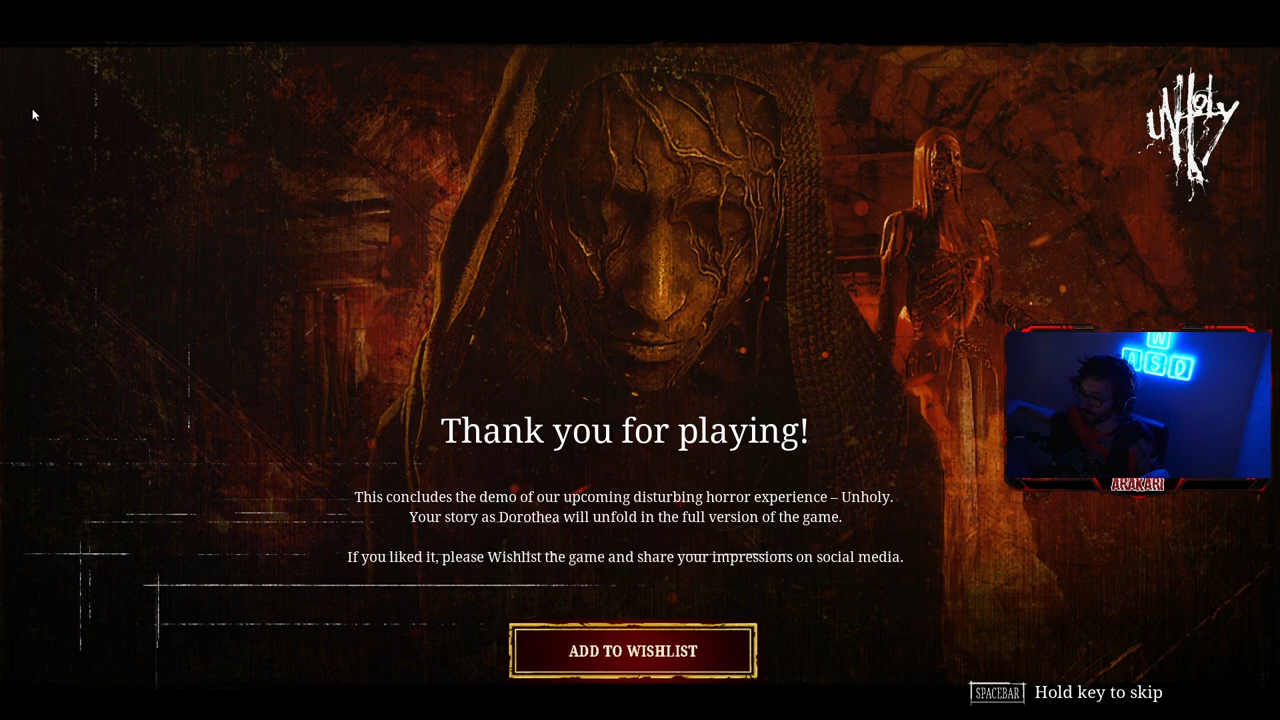 UNHOLY
W
ASD
Thank you for playing!
ARAKARI
This concludes the demo of our upcoming disturbing horror experience – Unholy.
Your story as Dorothea will unfold in the full version of the game.
If you liked it, please Wishlist the game and share your impressions on social media.
ADD TO WISHLIST
SPACEBAR Hold key to skip